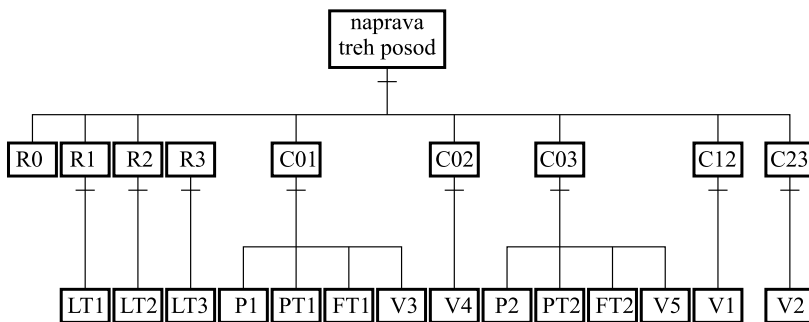 naprava
treh posod
R0 R1 R2 R3 C01 C02 C03 C12 C23
LT1 LT2 LT3 P1 PT1 FT1 V3 V4 P2 PT2 FT2 V5 V1 V2